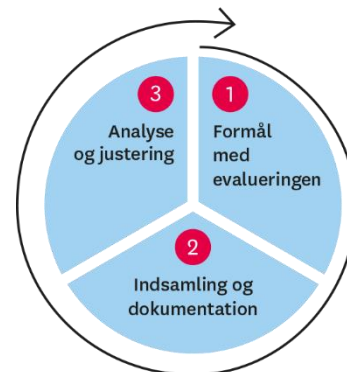 1
Formål
med
evalueringen
2
Indsamling og
dokumentation
3
Analyse
og justering